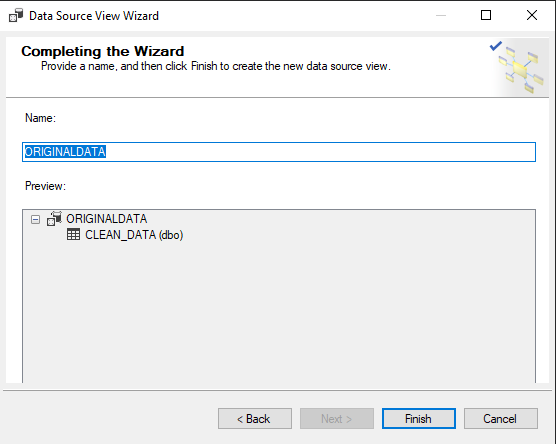 Data Source View Wizard
Completing the Wizard
Provide a name, and then click Finish to create the new data source view.
Name:
ORIGINALDATA
Preview:
ORIGINALDATA
CLEAN_DATA (dbo)
< Back
Next >
Finish
Cancel